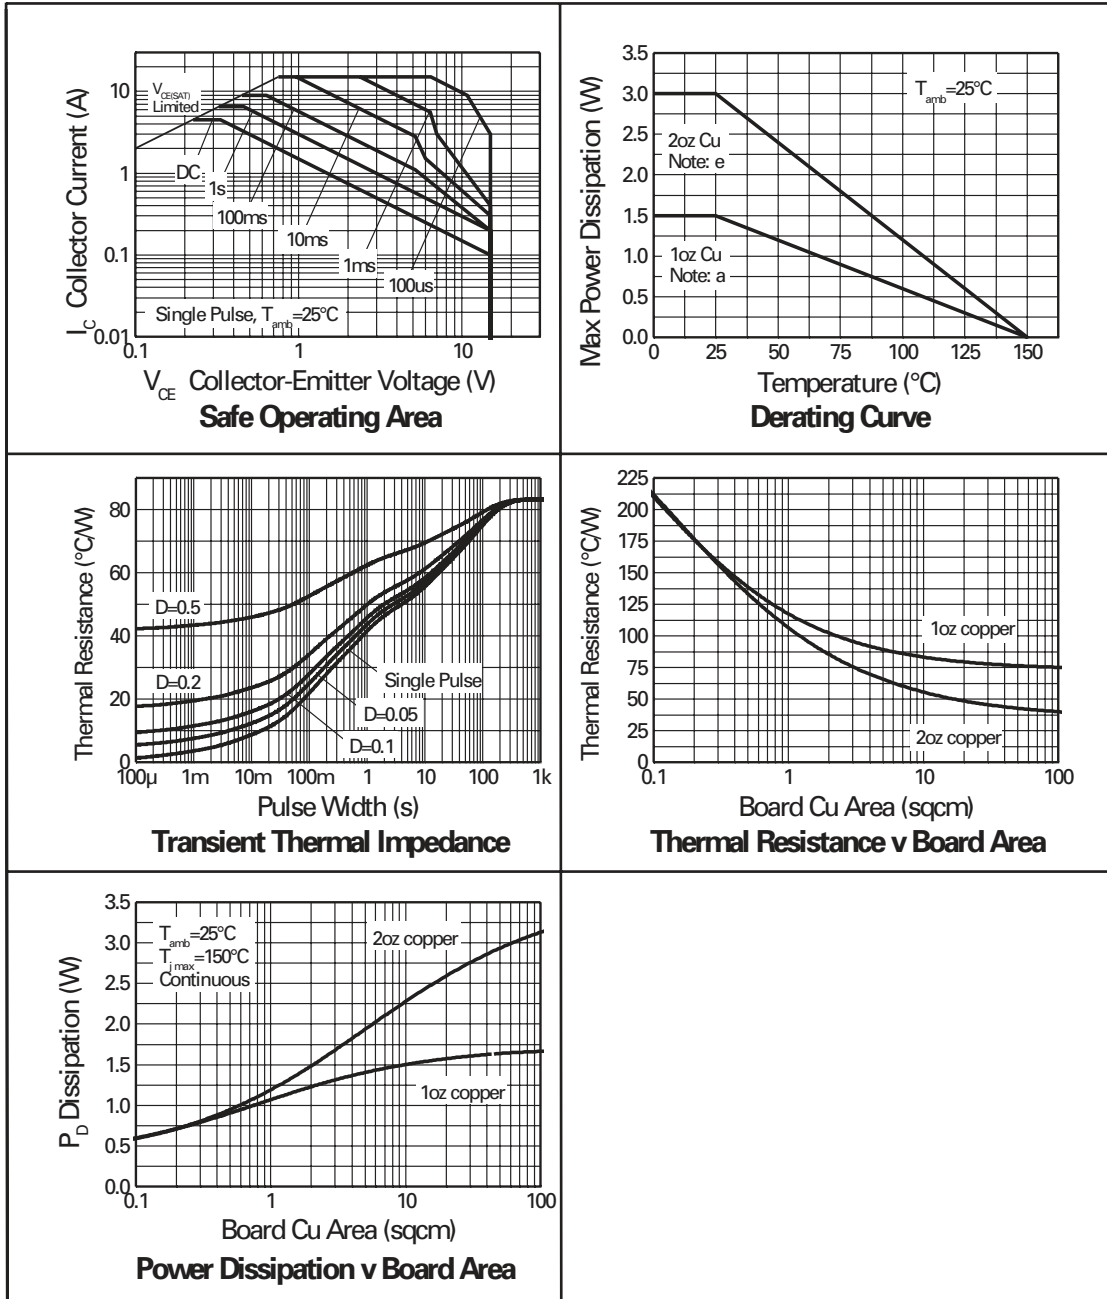 10
1
0.1
0.01
0.1
1
10
V CE(SAT)
Limited
DC
1s
100ms
10ms
1ms
100us
Single Pulse, Tamb=25°C
IC Collector Current (A)
VCE Collector-Emitter Voltage (V)
Safe Operating Area
3.5
3.0
2.5
2.0
1.5
1.0
0.5
0.0
0
25
50
75
100
125
150
Tamb=25°C
2oz Cu
Note: e
1oz Cu
Note: a
Max Power Dissipation (W)
Temperature (°C)
Derating Curve
80
60
40
20
0
100µ
1m
10m
100m
1
10
100
1k
D=0.5
D=0.2
Single Pulse
D=0.05
D=0.1
Thermal Resistance (°C/W)
Pulse Width (s)
Transient Thermal Impedance
225
200
175
150
125
100
75
50
25
0
0.1
1
10
100
1oz copper
2oz copper
Thermal Resistance (°C/W)
Board Cu Area (sqcm)
Thermal Resistance v Board Area
3.5
3.0
2.5
2.0
1.5
1.0
0.5
0.0
0.1
1
10
100
Tamb=25°C
Tj max=150°C
Continuous
2oz copper
1oz copper
PD Dissipation (W)
Board Cu Area (sqcm)
Power Dissipation v Board Area